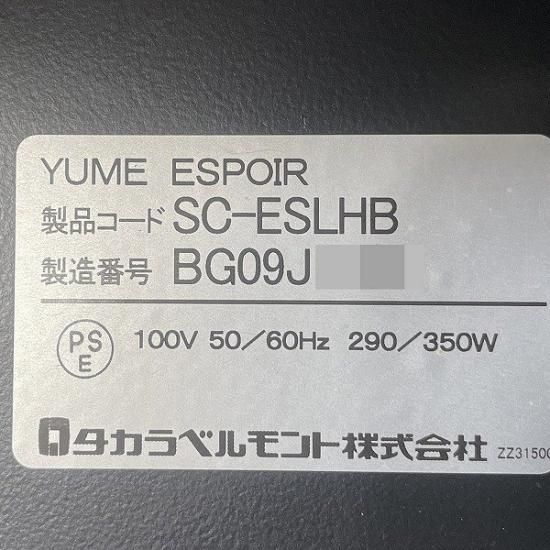 YUME ESPOIR
製品コード SC-ESLHB
製造番号 BG09J
PSE 100V 50/60Hz 290/350W
タカラベルモント株式会社 ZZ3150